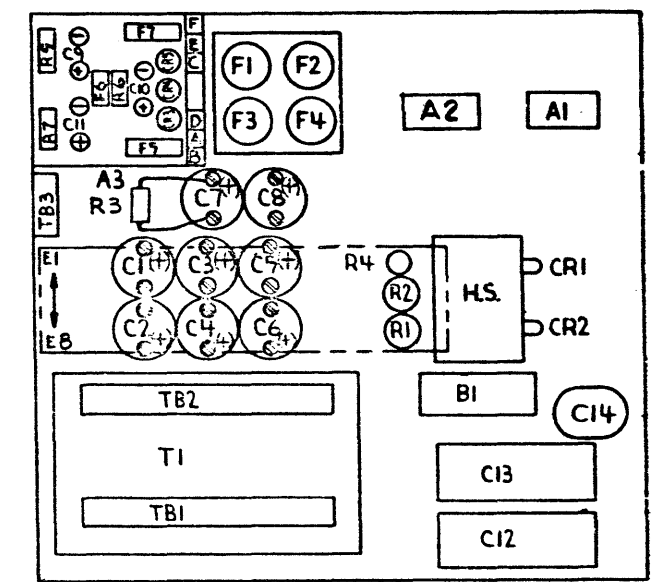 F7
F
E
C
C9
C10
C11
F5
D
A
B
F1
F2
F3
F4
A2
A1
A3
R3
TB3
C7
(+)
C8
(+)
E1
C1
(+)
C3
(+)
C5
(+)
R4
R2
R1
H.S.
CR1
CR2
E8
C2
(+)
C4
(+)
C6
(+)
TB2
T1
TB1
B1
C14
C13
C12